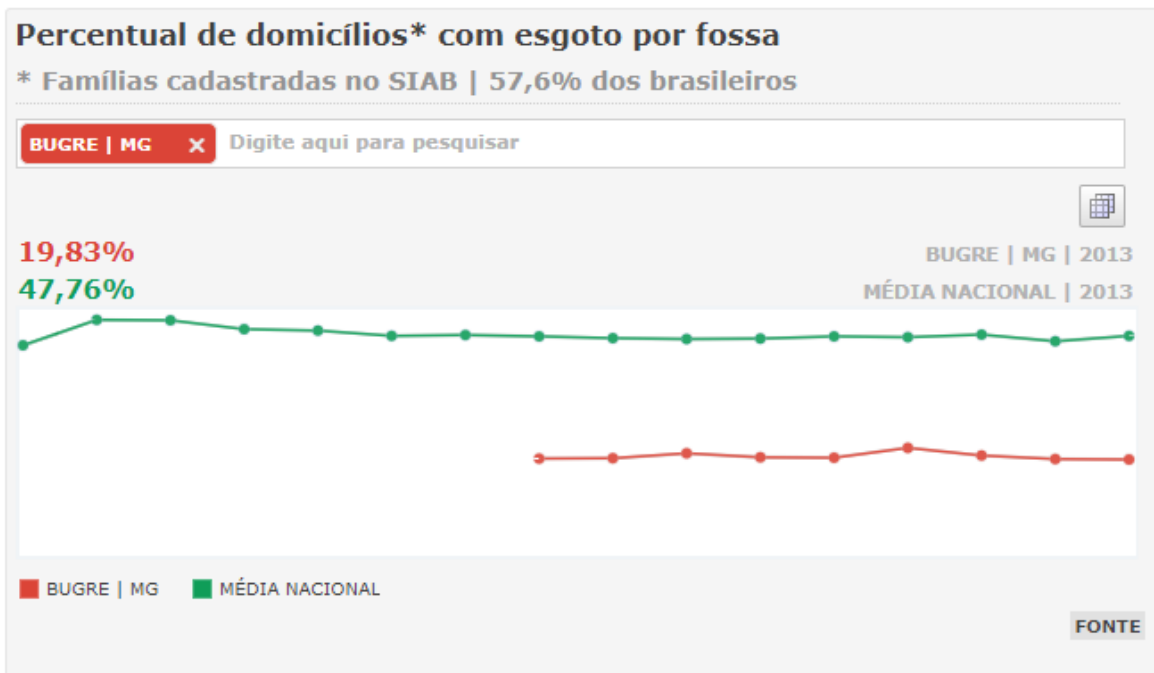 Percentual de domicílios* com esgoto por fossa
* Famílias cadastradas no SIAB | 57,6% dos brasileiros
BUGRE | MG × Digite aqui para pesquisar
19,83% BUGRE | MG | 2013
47,76% MÉDIA NACIONAL | 2013
BUGRE | MG MÉDIA NACIONAL
FONTE